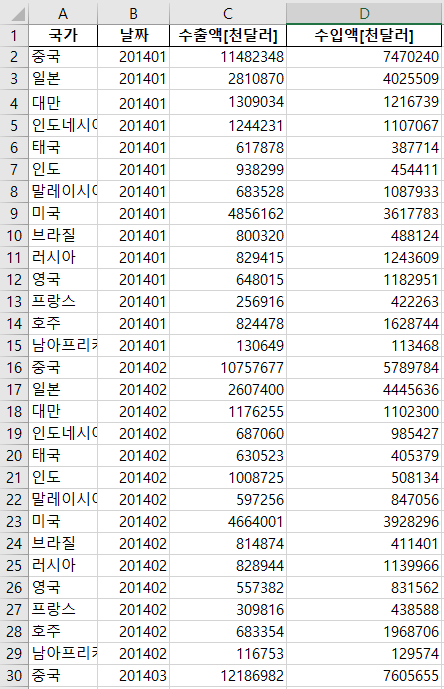 A B C D
1 국가 날짜 수출액[천달러] 수입액[천달러]
2 중국 201401 11482348 7470240
3 일본 201401 2810870 4025509
4 대만 201401 1309034 1216739
5 인도네시아 201401 1244231 1107067
6 태국 201401 617878 387714
7 인도 201401 938299 454411
8 말레이시아 201401 683528 1087933
9 미국 201401 4856162 3617783
10 브라질 201401 800320 488124
11 러시아 201401 829415 1243609
12 영국 201401 648015 1182951
13 프랑스 201401 256916 422263
14 호주 201401 824478 1628744
15 남아프리카 201401 130649 113468
16 중국 201402 10757677 5789784
17 일본 201402 2607400 4445636
18 대만 201402 1176255 1102300
19 인도네시아 201402 687060 985427
20 태국 201402 630523 405379
21 인도 201402 1008725 508134
22 말레이시아 201402 597256 847056
23 미국 201402 4664001 3928296
24 브라질 201402 814874 411401
25 러시아 201402 828944 1139966
26 영국 201402 557382 831562
27 프랑스 201402 309816 438588
28 호주 201402 683354 1968706
29 남아프리카 201402 116753 129574
30 중국 201403 12186982 7605655